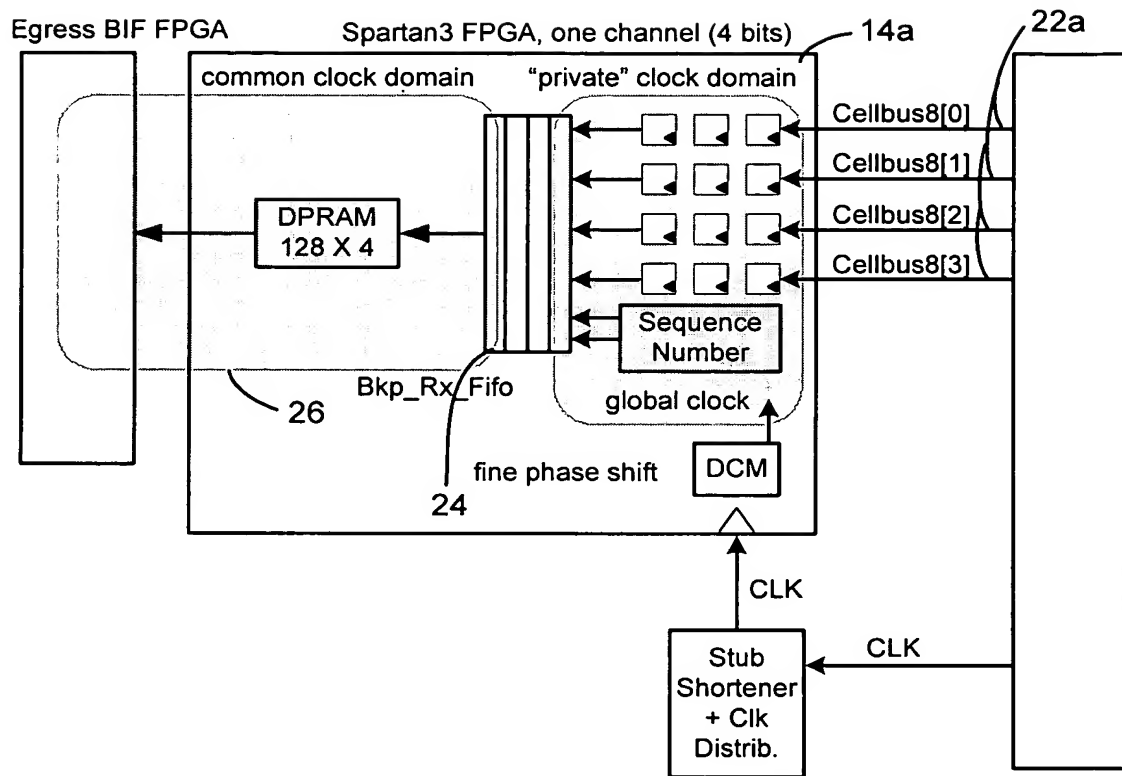 Egress BIF FPGA
Spartan3 FPGA, one channel (4 bits)
14a
22a
common clock domain
"private" clock domain
Cellbus8[0]
Cellbus8[1]
DPRAM
128 X 4
Cellbus8[2]
Cellbus8[3]
Sequence
Number
26
Bkp_Rx_Fifo
global clock
24
fine phase shift
DCM
CLK
CLK
Stub
Shortener
+ Clk
Distrib.